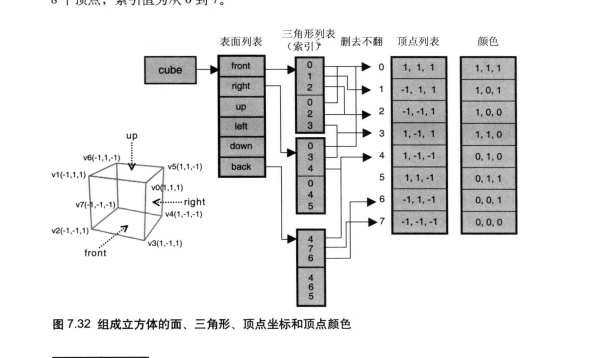 8个顶点，索引值为从0到7。
表面列表
三角形列表
（索引）
删去不翻
顶点列表
颜色
cube
front
right
up
left
down
back
0
1
2
0
2
3
0
3
4
0
4
5
4
7
6
4
6
5
0
1
2
3
4
5
6
7
1, 1, 1
-1, 1, 1
-1, -1, 1
1, -1, 1
1, -1, -1
1, 1, -1
-1, 1, -1
-1, -1, -1
1, 1, 1
1, 0, 1
1, 0, 0
1, 1, 0
0, 1, 0
0, 1, 1
0, 0, 1
0, 0, 0
up
v6(-1,1,-1)
v5(1,1,-1)
v1(-1,1,1)
v0(1,1,1)
v7(-1,-1,-1)
right
v4(1,-1,-1)
v2(-1,-1,1)
v3(1,-1,1)
front
图 7.32 组成立方体的面、三角形、顶点坐标和顶点颜色